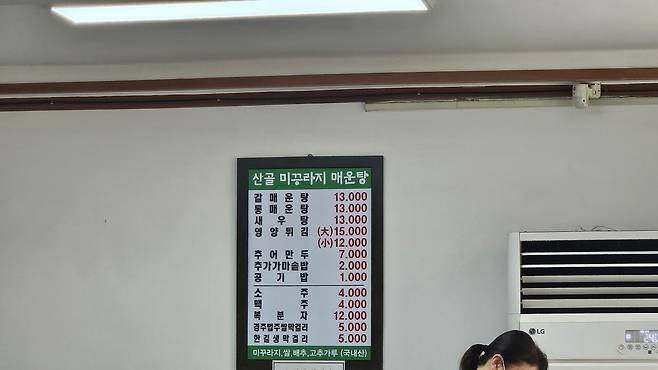 산골 미꾸라지 매운탕
갈매운탕 13.000
통매운탕 13.000
새우탕 13.000
영양튀김 (大)15.000
(小)12.000
추어만두 7.000
추가가마솥밥 2.000
공기밥 1.000
소주 4.000
맥주 4.000
복분자 12.000
경주법주쌀막걸리 5.000
한길생막걸리 5.000
미꾸라지,쌀,배추,고추가루 (국내산)
LG